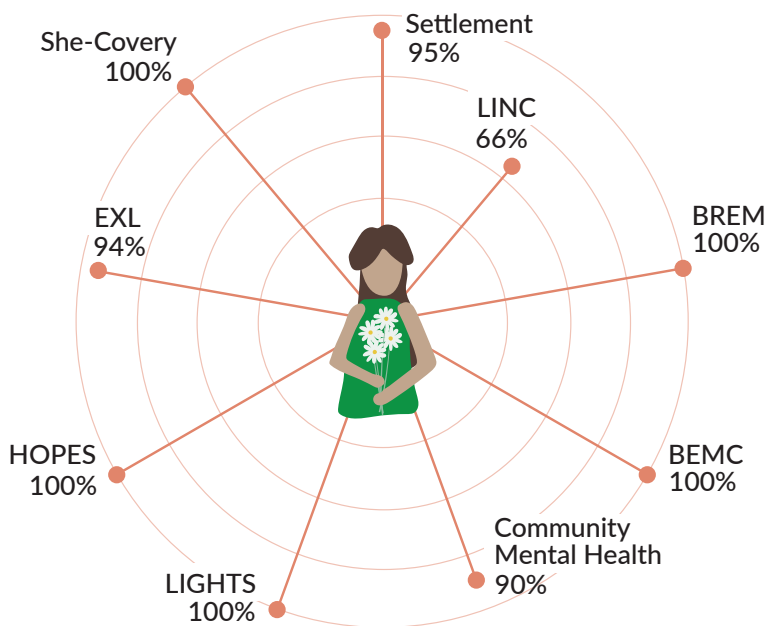 Settlement
95%
LINC
66%
BREM
100%
BEMC
100%
Community
Mental Health
90%
LIGHTS
100%
HOPES
100%
EXL
94%
She-Covery
100%